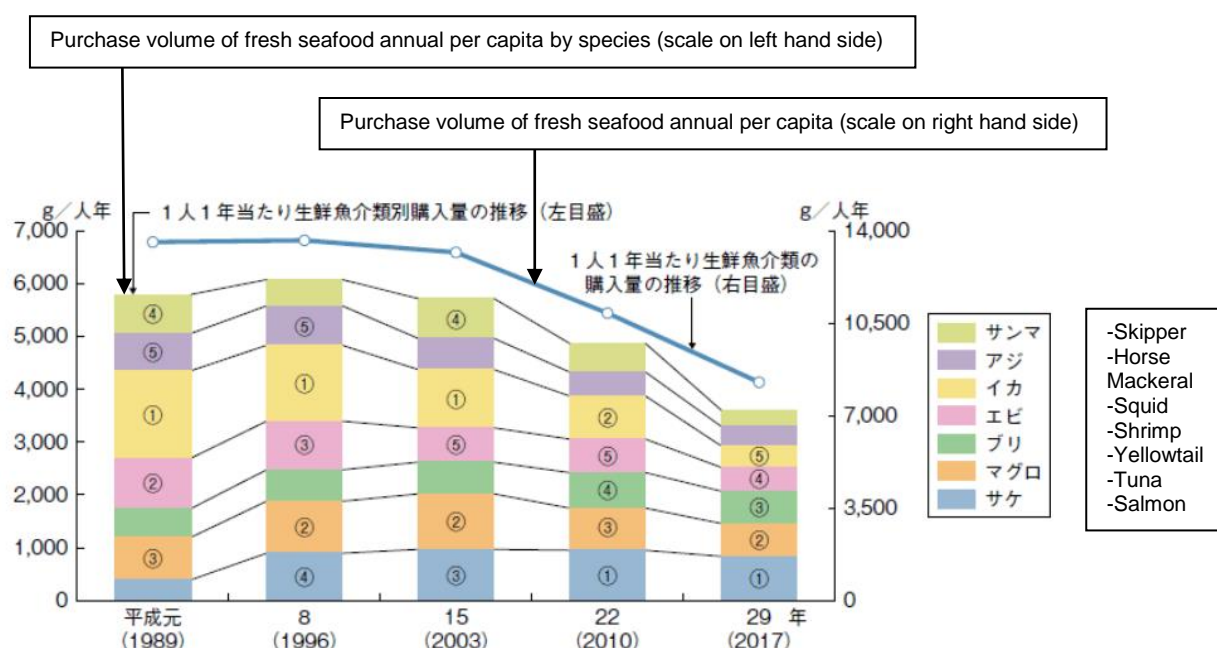 Purchase volume of fresh seafood annual per capita by species (scale on left hand side)
Purchase volume of fresh seafood annual per capita (scale on right hand side)
g／人年
1人1年当たり生鮮魚介類別購入量の推移（左目盛）
g／人年
7,000
6,000
5,000
4,000
3,000
2,000
1,000
0
14,000
10,500
7,000
3,500
0
1人1年当たり生鮮魚介類の
購入量の推移（右目盛）
④
⑤
①
②
③
⑤
①
③
②
④
④
①
⑤
②
③
②
⑤
④
③
①
⑤
④
③
②
①
平成元
(1989)
8
(1996)
15
(2003)
22
(2010)
29 年
(2017)
サンマ
アジ
イカ
エビ
ブリ
マグロ
サケ
-Skipper
-Horse
Mackeral
-Squid
-Shrimp
-Yellowtail
-Tuna
-Salmon